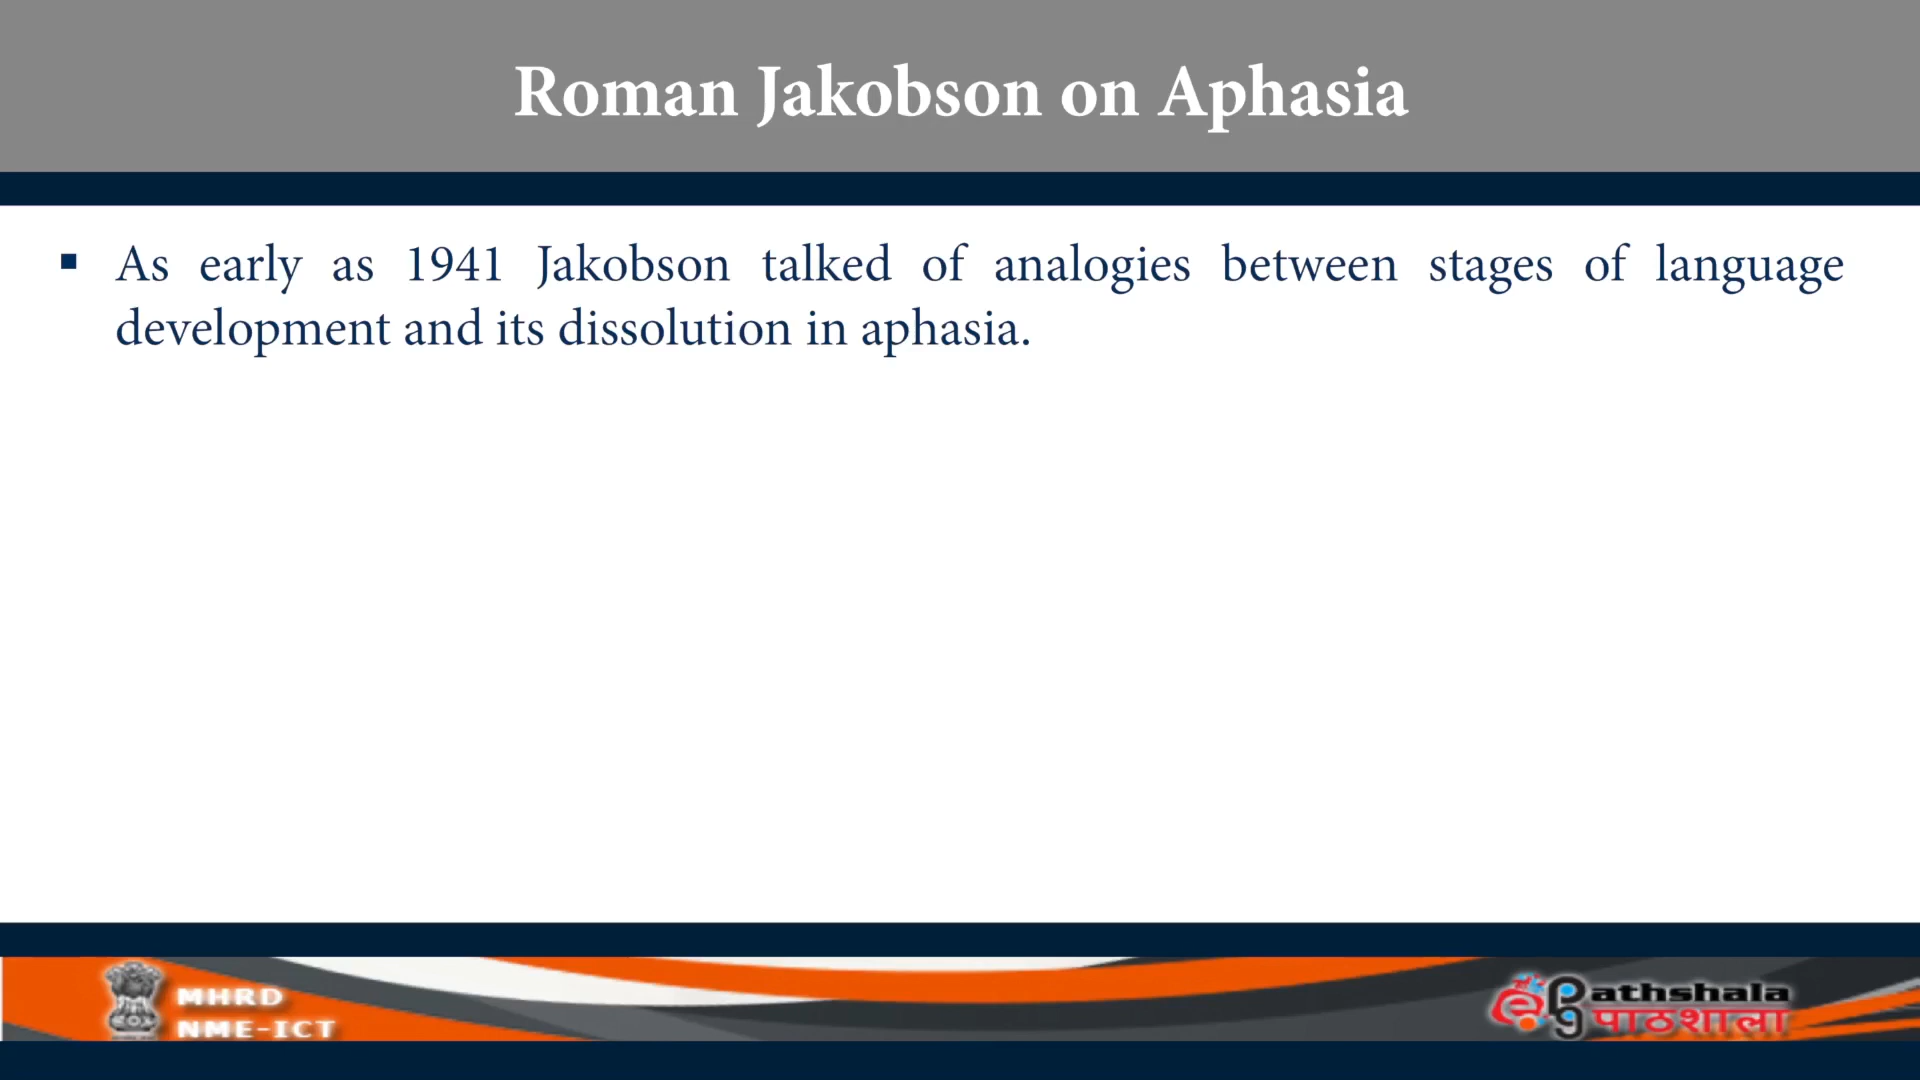 Roman Jakobson on Aphasia
▪ As early as 1941 Jakobson talked of analogies between stages of language
development and its dissolution in aphasia.
MHRD
NME-ICT
e Pathshala
पाठशाला